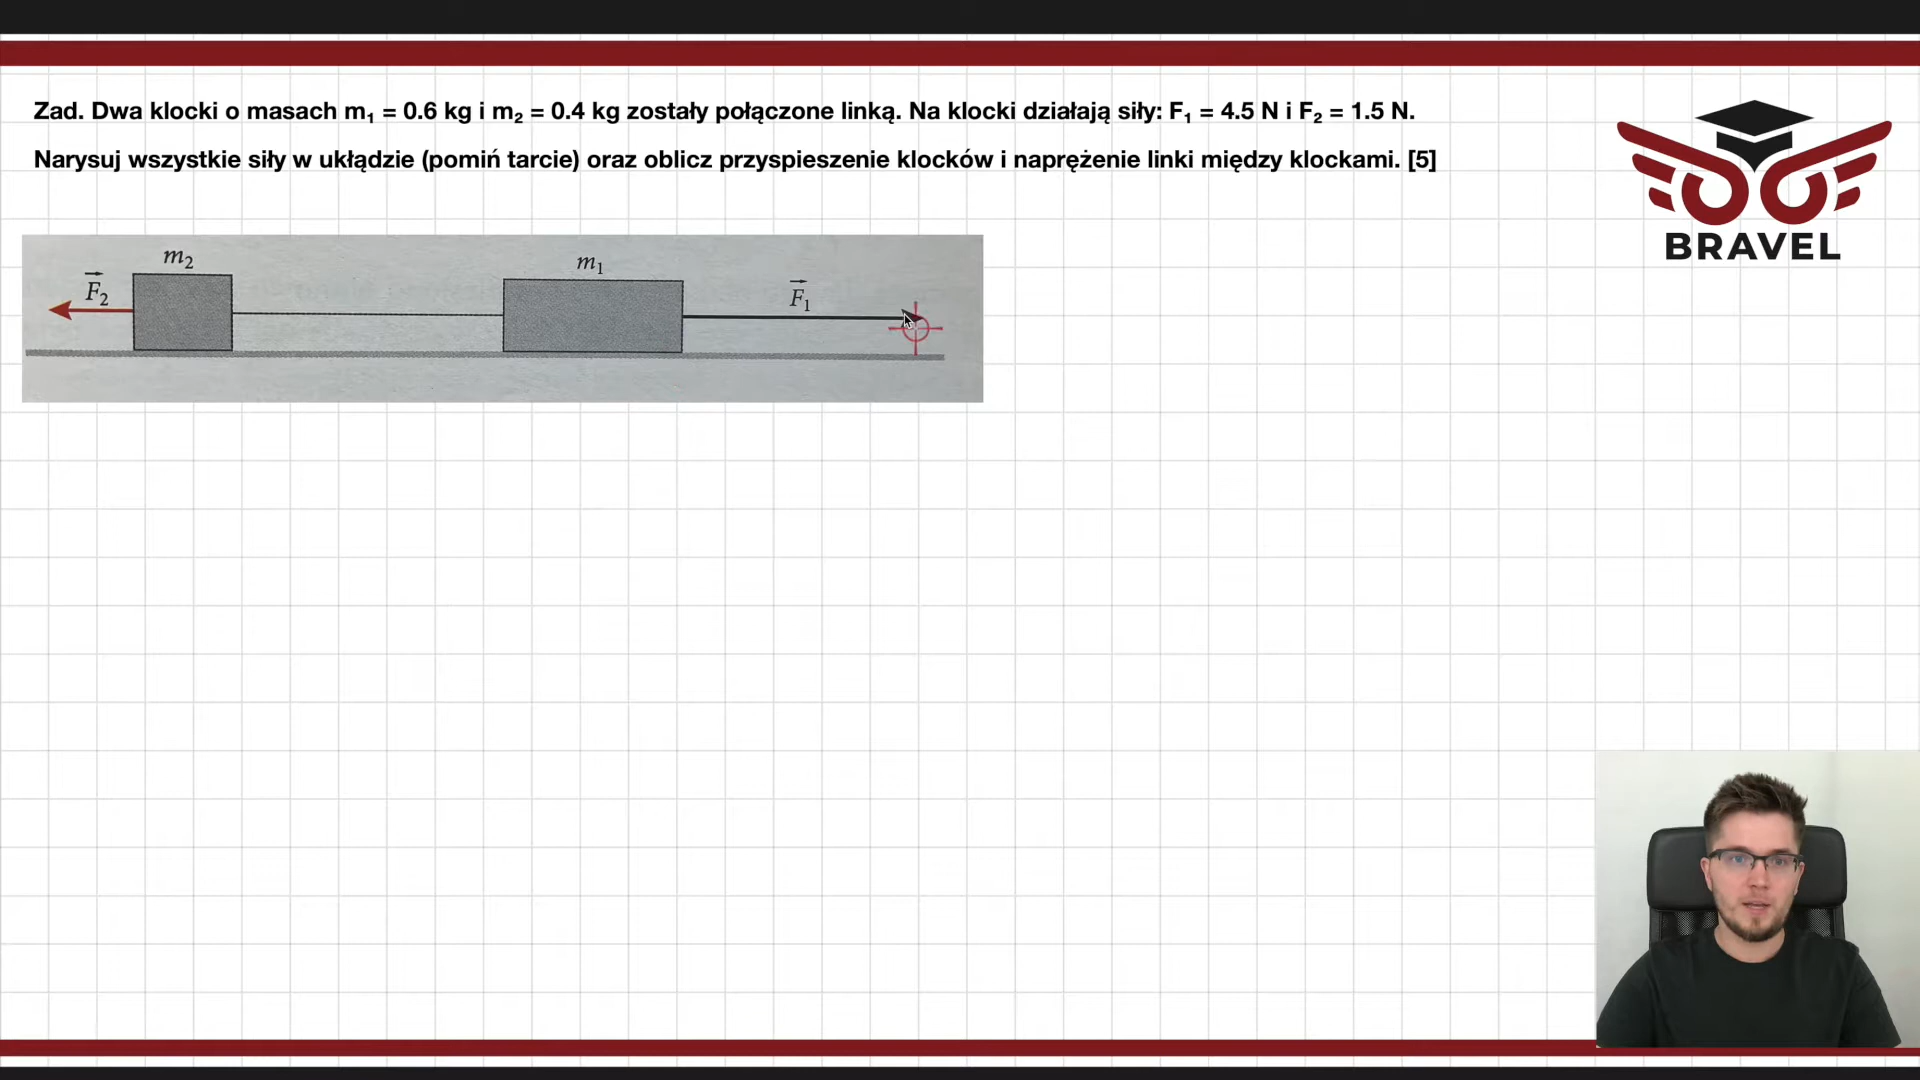 Zad. Dwa klocki o masach m₁ = 0.6 kg i m₂ = 0.4 kg zostały połączone linką. Na klocki działają siły: F₁ = 4.5 N i F₂ = 1.5 N.
Narysuj wszystkie siły w ukłądzie (pomiń tarcie) oraz oblicz przyspieszenie klocków i naprężenie linki między klockami. [5]
BRAVEL
m₂
m₁
F₂
F₁